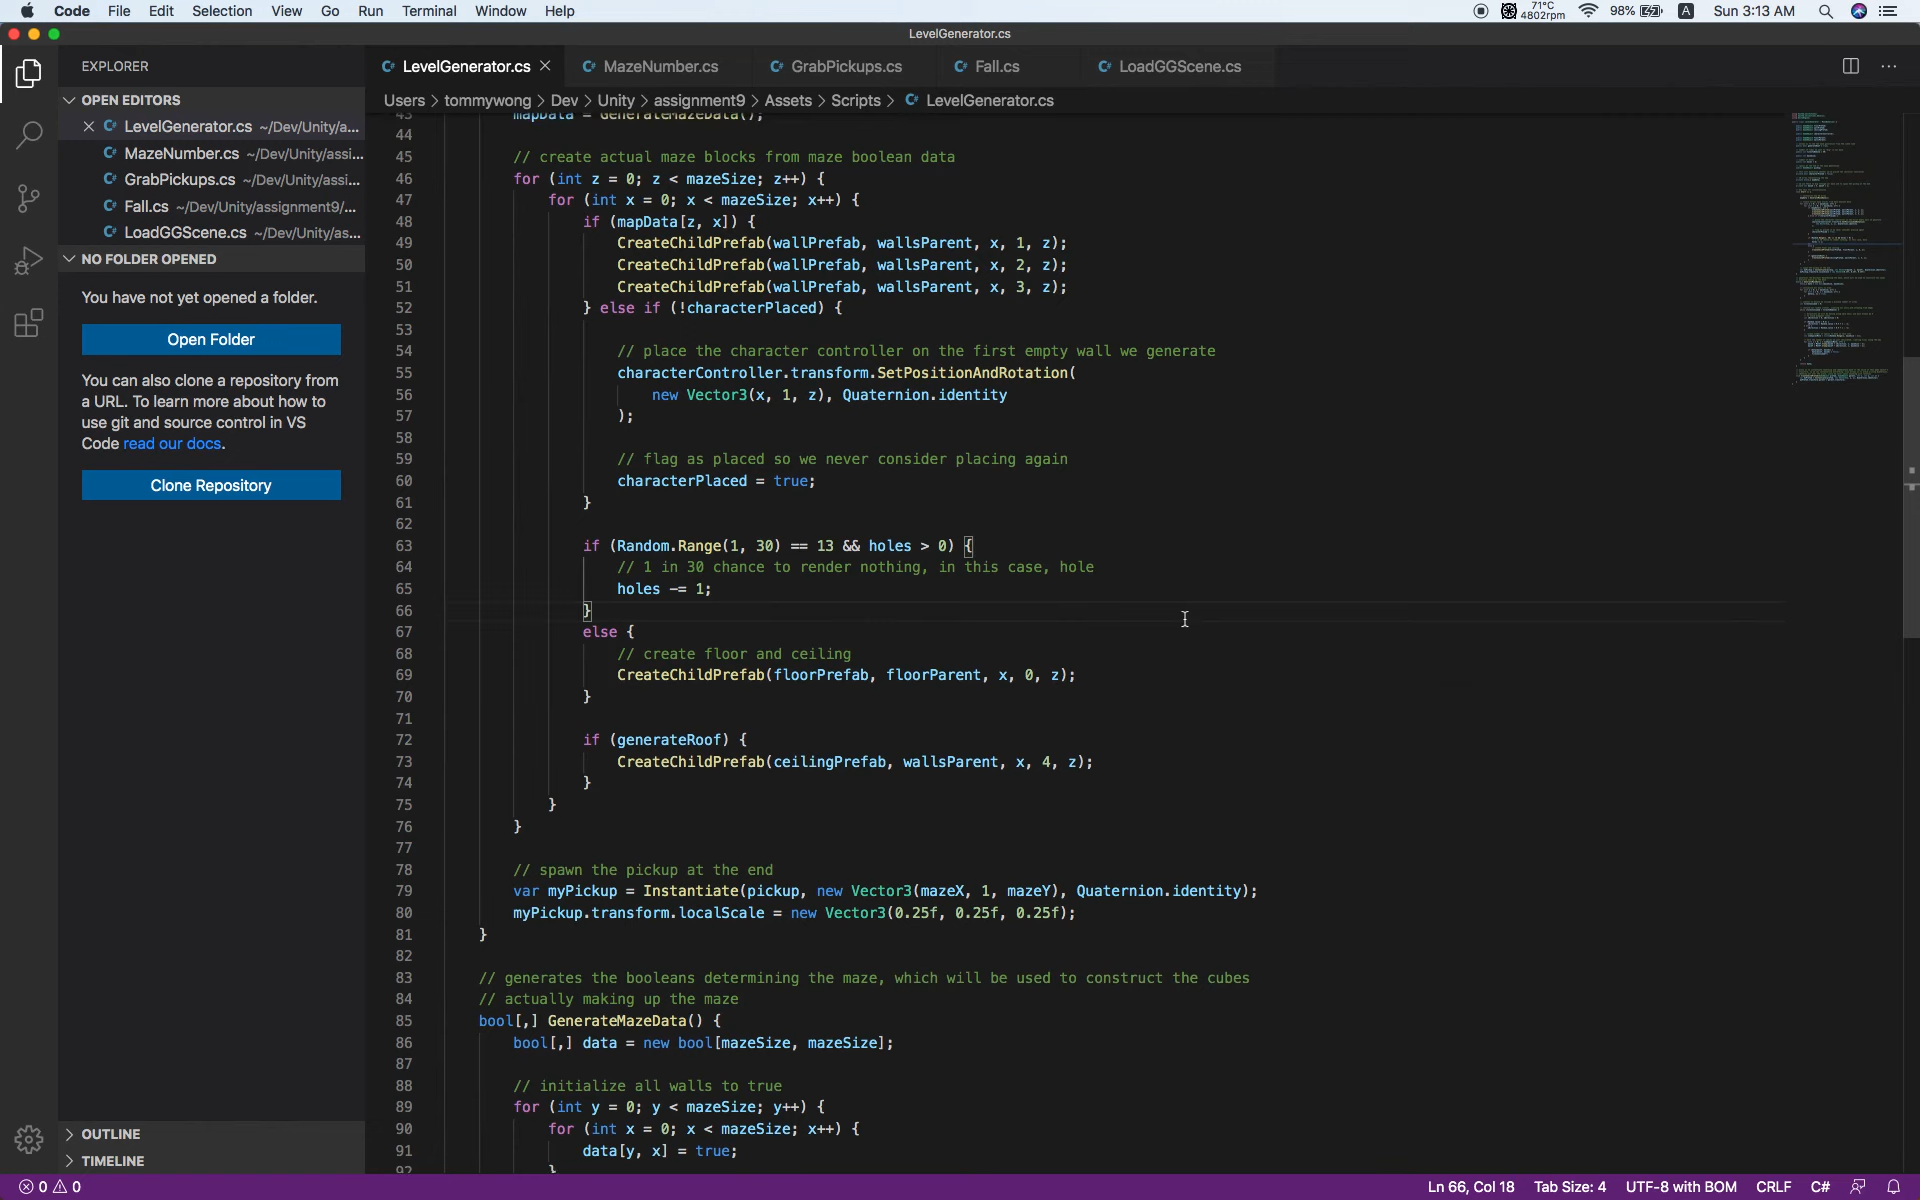 Code File Edit Selection View Go Run Terminal Window Help 71°C 4802rpm 98% A Sun 3:13 AM
LevelGenerator.cs
EXPLORER
LevelGenerator.cs MazeNumber.cs GrabPickups.cs Fall.cs LoadGGScene.cs
Users > tommywong > Dev > Unity > assignment9 > Assets > Scripts > LevelGenerator.cs
OPEN EDITORS
LevelGenerator.cs ~/Dev/Unity/a...
MazeNumber.cs ~/Dev/Unity/assi...
GrabPickups.cs ~/Dev/Unity/assi...
Fall.cs ~/Dev/Unity/assignment9/...
LoadGGScene.cs ~/Dev/Unity/as...
NO FOLDER OPENED
You have not yet opened a folder.
Open Folder
You can also clone a repository from
a URL. To learn more about how to
use git and source control in VS
Code read our docs.
Clone Repository
OUTLINE
TIMELINE
43 mapData = GenerateMazeData();
44
45 // create actual maze blocks from maze boolean data
46 for (int z = 0; z < mazeSize; z++) {
47 for (int x = 0; x < mazeSize; x++) {
48 if (mapData[z, x]) {
49 CreateChildPrefab(wallPrefab, wallsParent, x, 1, z);
50 CreateChildPrefab(wallPrefab, wallsParent, x, 2, z);
51 CreateChildPrefab(wallPrefab, wallsParent, x, 3, z);
52 } else if (!characterPlaced) {
53
54 // place the character controller on the first empty wall we generate
55 characterController.transform.SetPositionAndRotation(
56 new Vector3(x, 1, z), Quaternion.identity
57 );
58
59 // flag as placed so we never consider placing again
60 characterPlaced = true;
61 }
62
63 if (Random.Range(1, 30) == 13 && holes > 0) {
64 // 1 in 30 chance to render nothing, in this case, hole
65 holes -= 1;
66 }
67 else {
68 // create floor and ceiling
69 CreateChildPrefab(floorPrefab, floorParent, x, 0, z);
70 }
71
72 if (generateRoof) {
73 CreateChildPrefab(ceilingPrefab, wallsParent, x, 4, z);
74 }
75 }
76 }
77
78 // spawn the pickup at the end
79 var myPickup = Instantiate(pickup, new Vector3(mazeX, 1, mazeY), Quaternion.identity);
80 myPickup.transform.localScale = new Vector3(0.25f, 0.25f, 0.25f);
81 }
82
83 // generates the booleans determining the maze, which will be used to construct the cubes
84 // actually making up the maze
85 bool[,] GenerateMazeData() {
86 bool[,] data = new bool[mazeSize, mazeSize];
87
88 // initialize all walls to true
89 for (int y = 0; y < mazeSize; y++) {
90 for (int x = 0; x < mazeSize; x++) {
91 data[y, x] = true;
92 }
0 0 Ln 66, Col 18 Tab Size: 4 UTF-8 with BOM CRLF C#